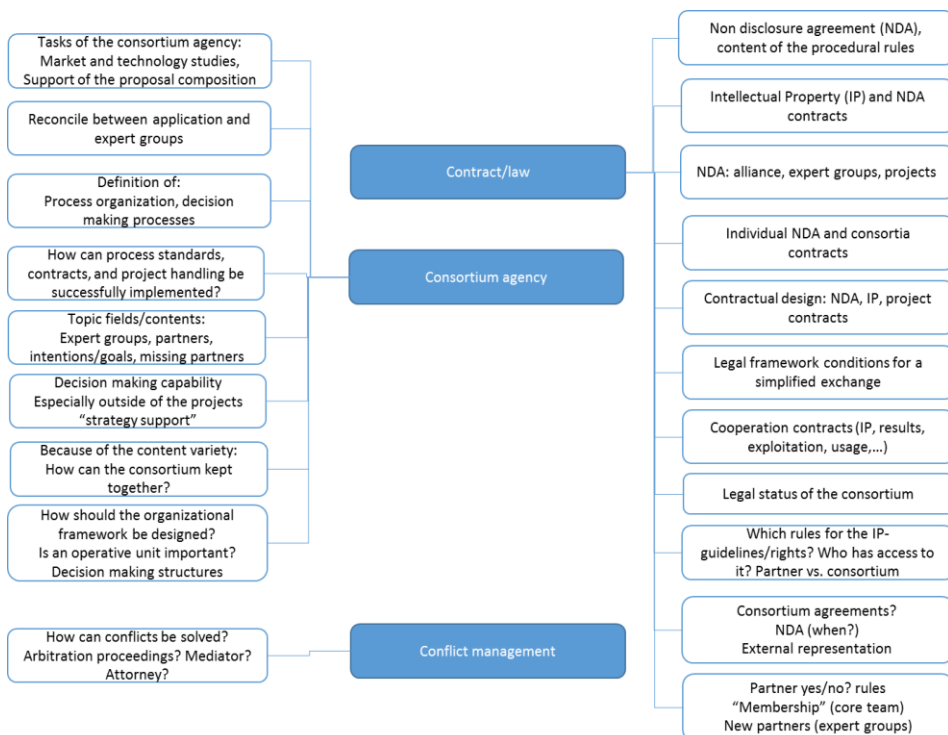 Tasks of the consortium agency:
Market and technology studies,
Support of the proposal composition
Reconcile between application and
expert groups
Definition of:
Process organization, decision
making processes
How can process standards,
contracts, and project handling be
successfully implemented?
Topic fields/contents:
Expert groups, partners,
intentions/goals, missing partners
Decision making capability
Especially outside of the projects
“strategy support”
Because of the content variety:
How can the consortium kept
together?
How should the organizational
framework be designed?
Is an operative unit important?
Decision making structures
How can conflicts be solved?
Arbitration proceedings? Mediator?
Attorney?
Contract/law
Consortium agency
Conflict management
Non disclosure agreement (NDA),
content of the procedural rules
Intellectual Property (IP) and NDA
contracts
NDA: alliance, expert groups, projects
Individual NDA and consortia
contracts
Contractual design: NDA, IP, project
contracts
Legal framework conditions for a
simplified exchange
Cooperation contracts (IP, results,
exploitation, usage,...)
Legal status of the consortium
Which rules for the IP-
guidelines/rights? Who has access to
it? Partner vs. consortium
Consortium agreements?
NDA (when?)
External representation
Partner yes/no? rules
“Membership” (core team)
New partners (expert groups)